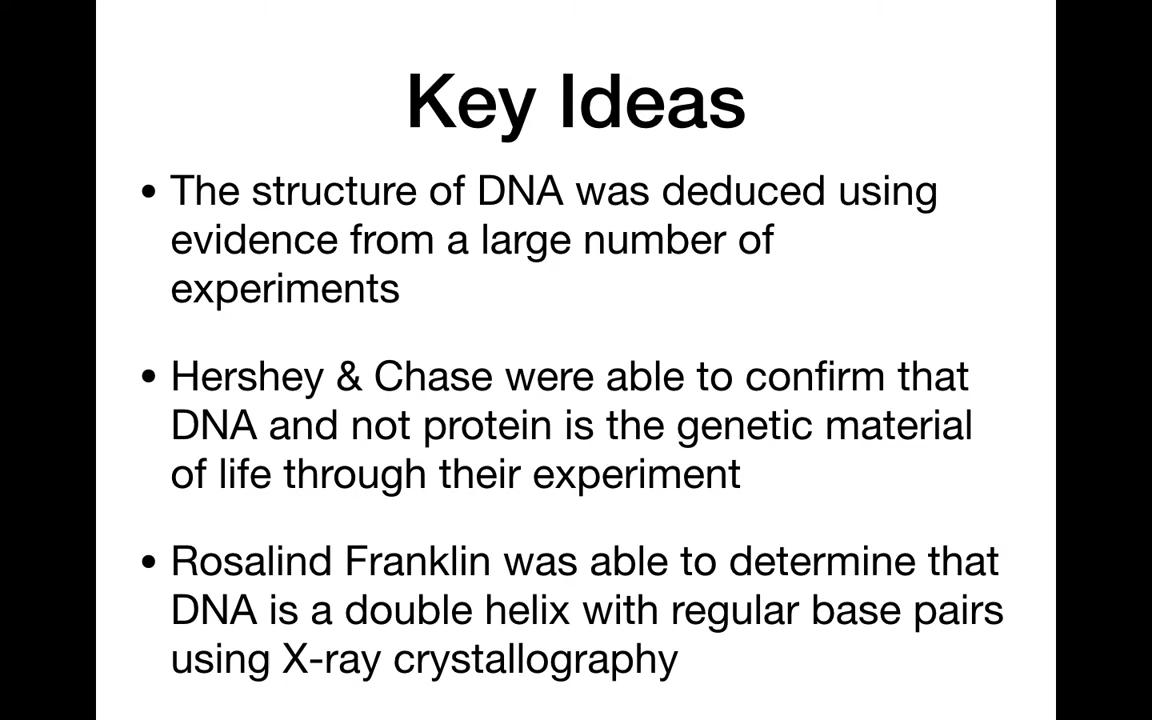 Key Ideas
• The structure of DNA was deduced using
evidence from a large number of
experiments
• Hershey & Chase were able to confirm that
DNA and not protein is the genetic material
of life through their experiment
• Rosalind Franklin was able to determine that
DNA is a double helix with regular base pairs
using X-ray crystallography